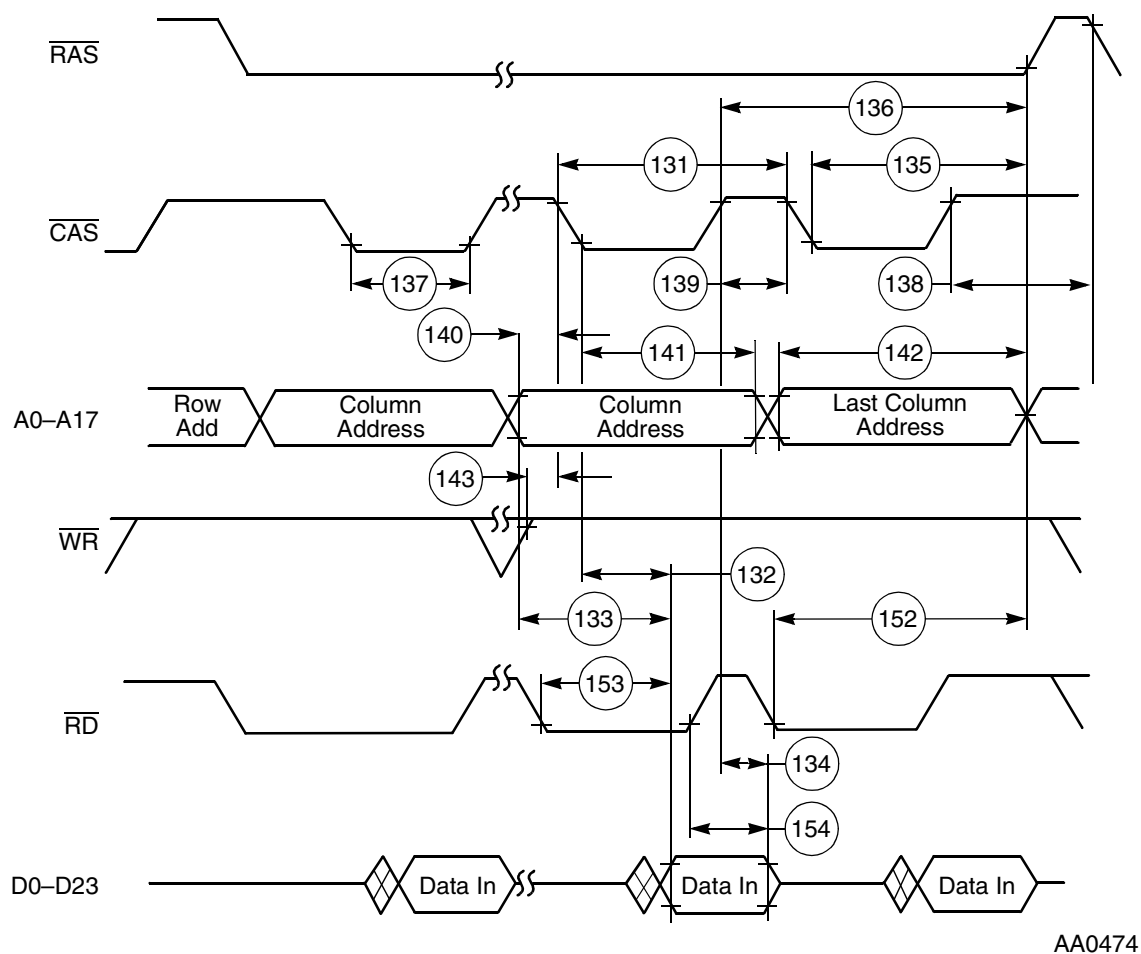 RAS
136
131
135
CAS
137
139
138
140
141
142
A0–A17
Row
Add
Column
Address
Column
Address
Last Column
Address
143
WR
132
133
152
153
RD
134
154
D0–D23
Data In
Data In
Data In
AA0474